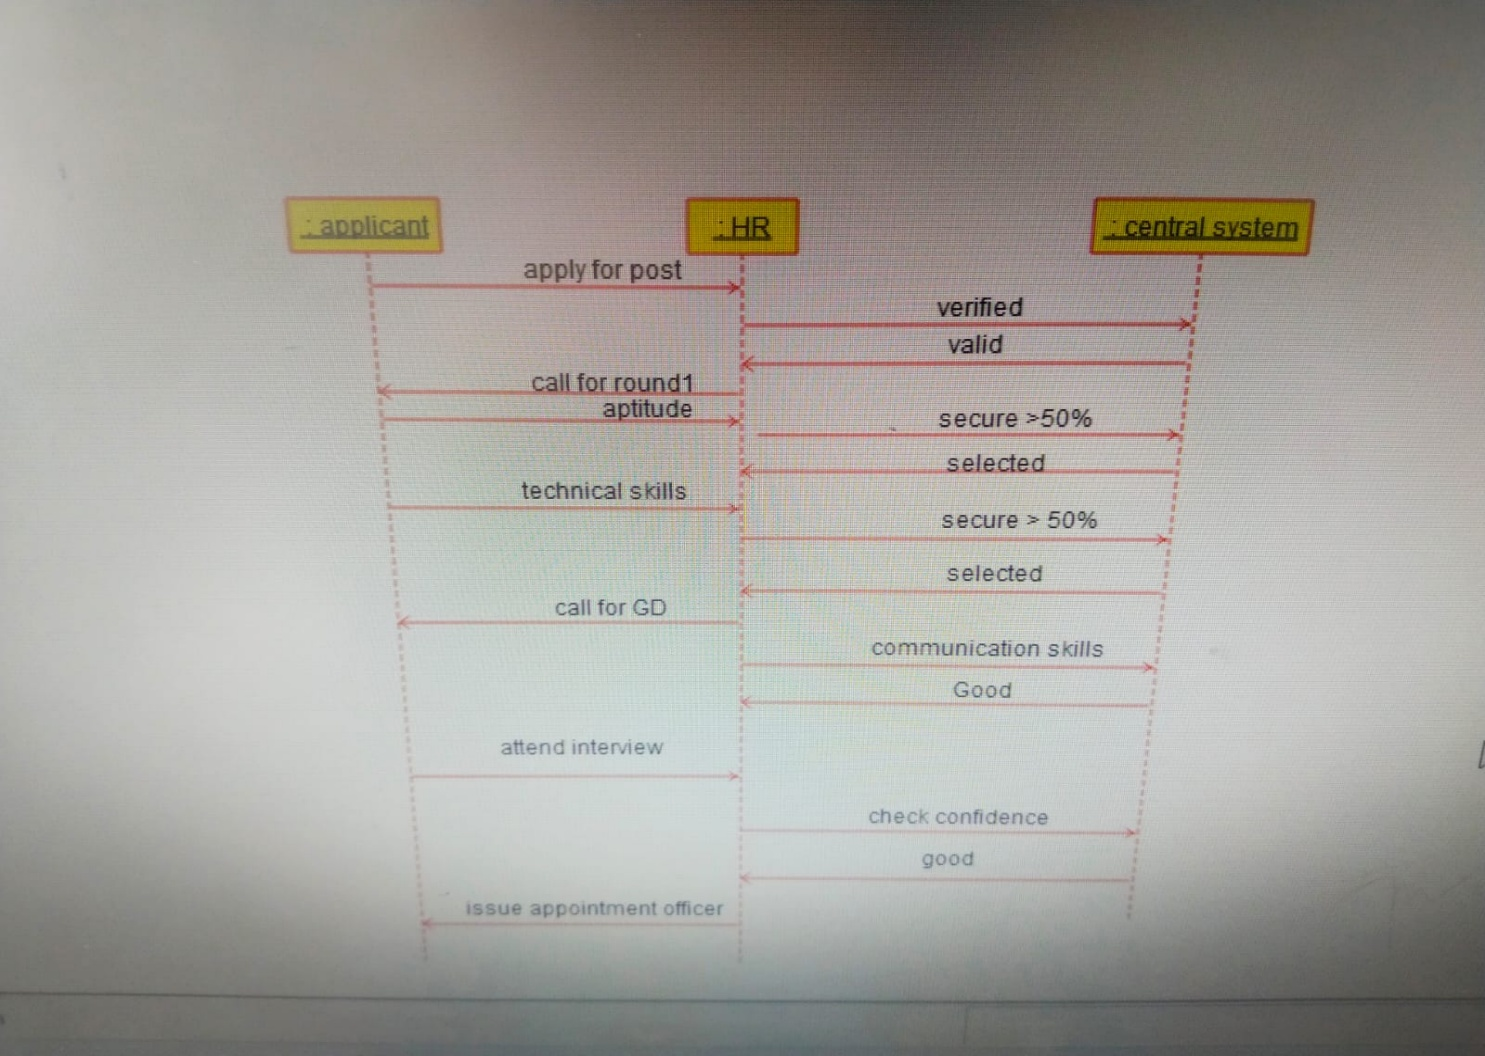 : applicant
: HR
: central system
apply for post
verified
valid
call for round1
aptitude
secure >50%
selected
technical skills
secure > 50%
selected
call for GD
communication skills
Good
attend interview
check confidence
good
issue appointment officer